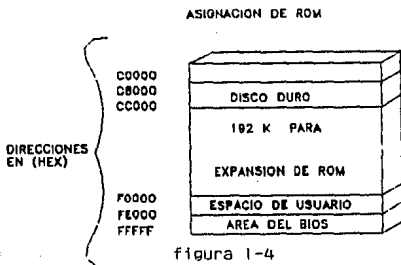 ASIGNACION DE ROM
C0000
C8000
CC000
DISCO DURO
192 K PARA
DIRECCIONES
EN (HEX)
EXPANSION DE ROM
F0000
ESPACIO DE USUARIO
FE000
AREA DEL BIOS
FFFFF
figura 1-4